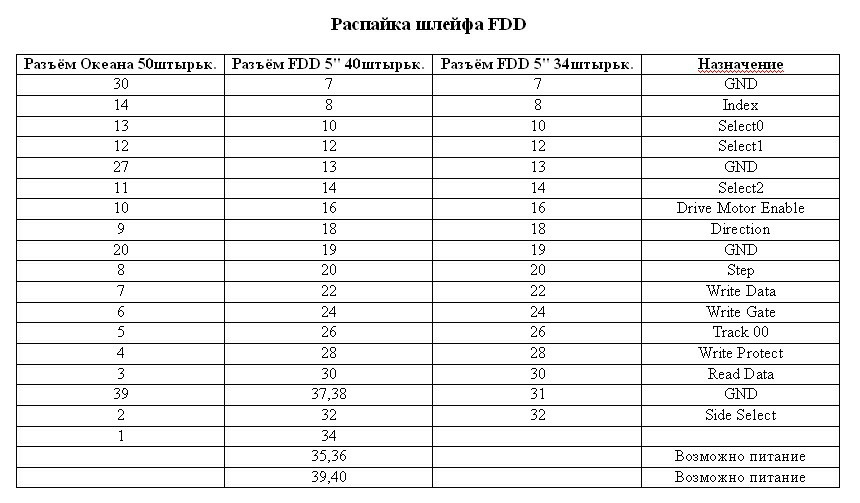 Распайка шлейфа FDD
Разъём Океана 50штырьк. Разъём FDD 5" 40штырьк. Разъём FDD 5" 34штырьк. Назначение
30 7 7 GND
14 8 8 Index
13 10 10 Select0
12 12 12 Select1
27 13 13 GND
11 14 14 Select2
10 16 16 Drive Motor Enable
9 18 18 Direction
20 19 19 GND
8 20 20 Step
7 22 22 Write Data
6 24 24 Write Gate
5 26 26 Track 00
4 28 28 Write Protect
3 30 30 Read Data
39 37,38 31 GND
2 32 32 Side Select
1 34
35,36 Возможно питание
39,40 Возможно питание